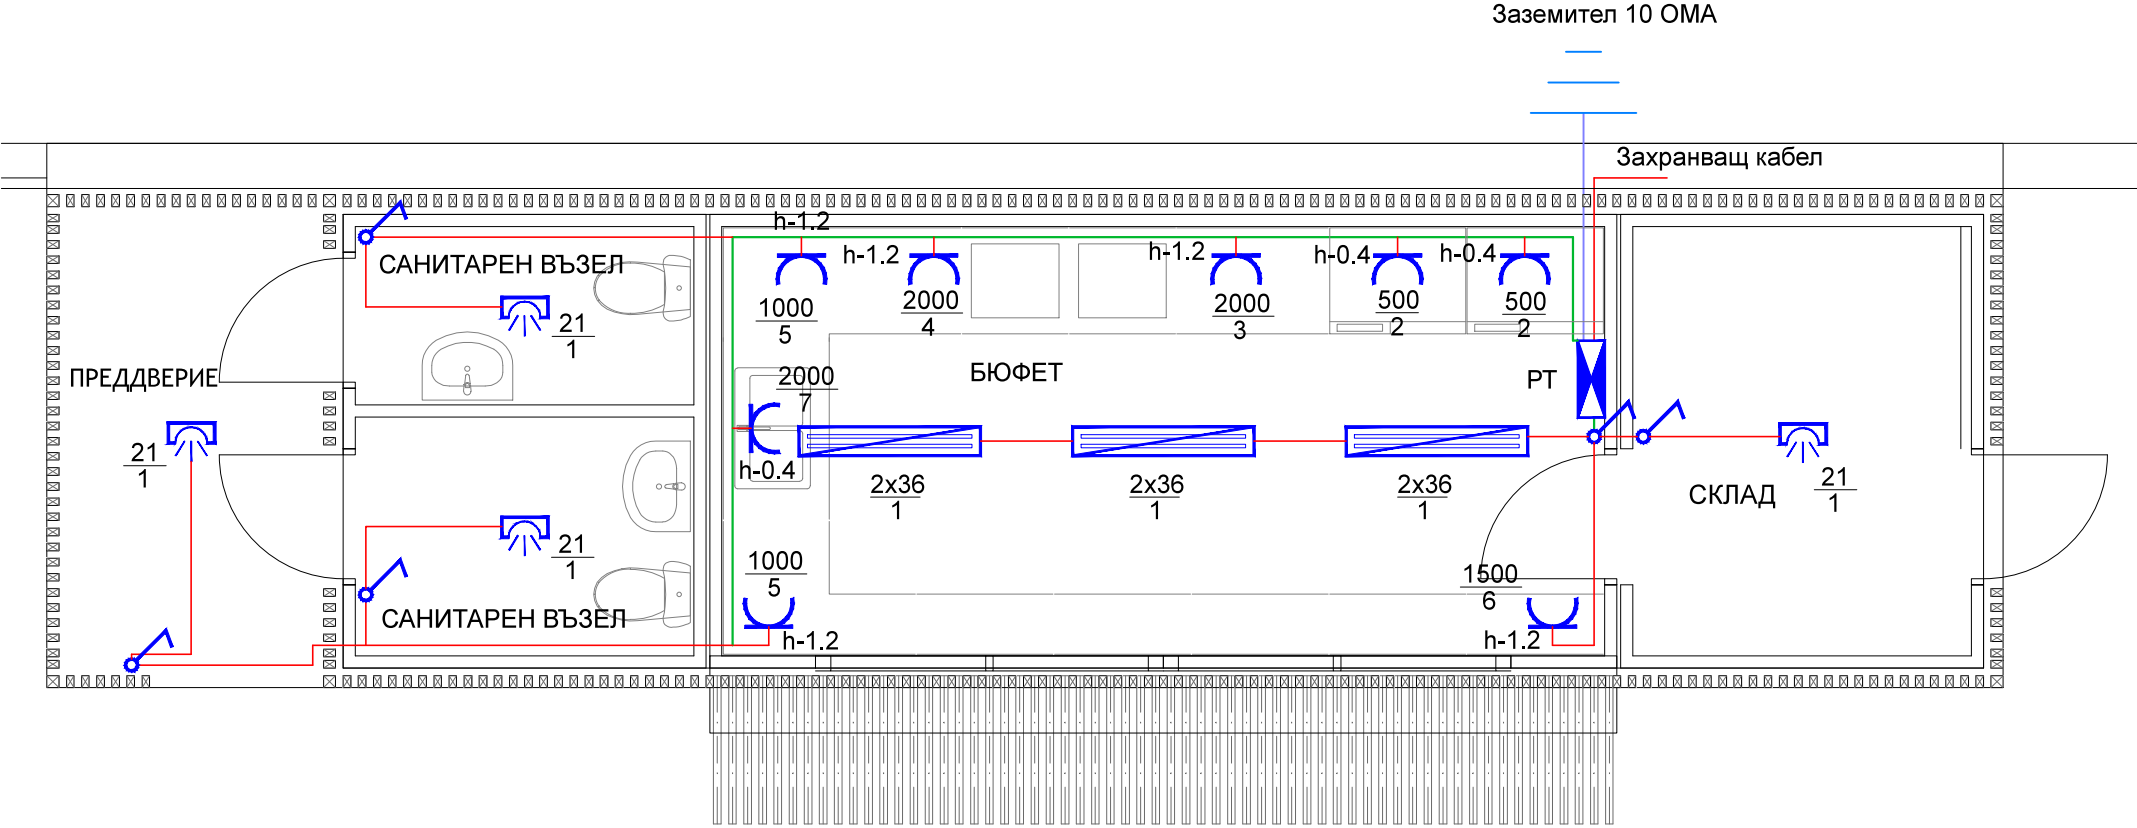 Заземител 10 ОМА
Захранващ кабел
h-1.2
h-1.2
h-1.2
h-0.4
h-0.4
САНИТАРЕН ВЪЗЕЛ
1000
5
2000
4
2000
3
500
2
500
2
21
1
ПРЕДДВЕРИЕ
БЮФЕТ
РТ
2000
7
21
1
h-0.4
2x36
1
2x36
1
2x36
1
СКЛАД
21
1
21
1
1000
5
1500
6
САНИТАРЕН ВЪЗЕЛ
h-1.2
h-1.2